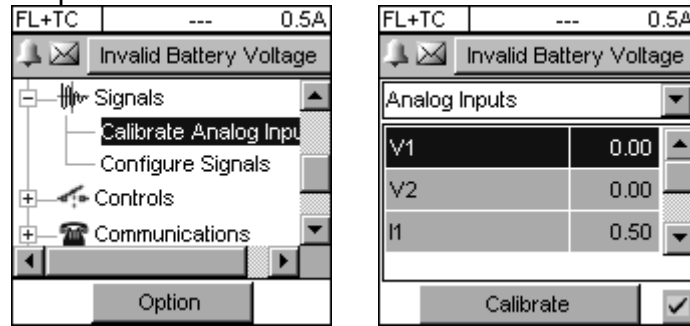 FL+TC --- 0.5A
Invalid Battery Voltage
Signals
Calibrate Analog Inpu
Configure Signals
Controls
Communications
Option
FL+TC --- 0.5A
Invalid Battery Voltage
Analog Inputs
V1 0.00
V2 0.00
I1 0.50
Calibrate